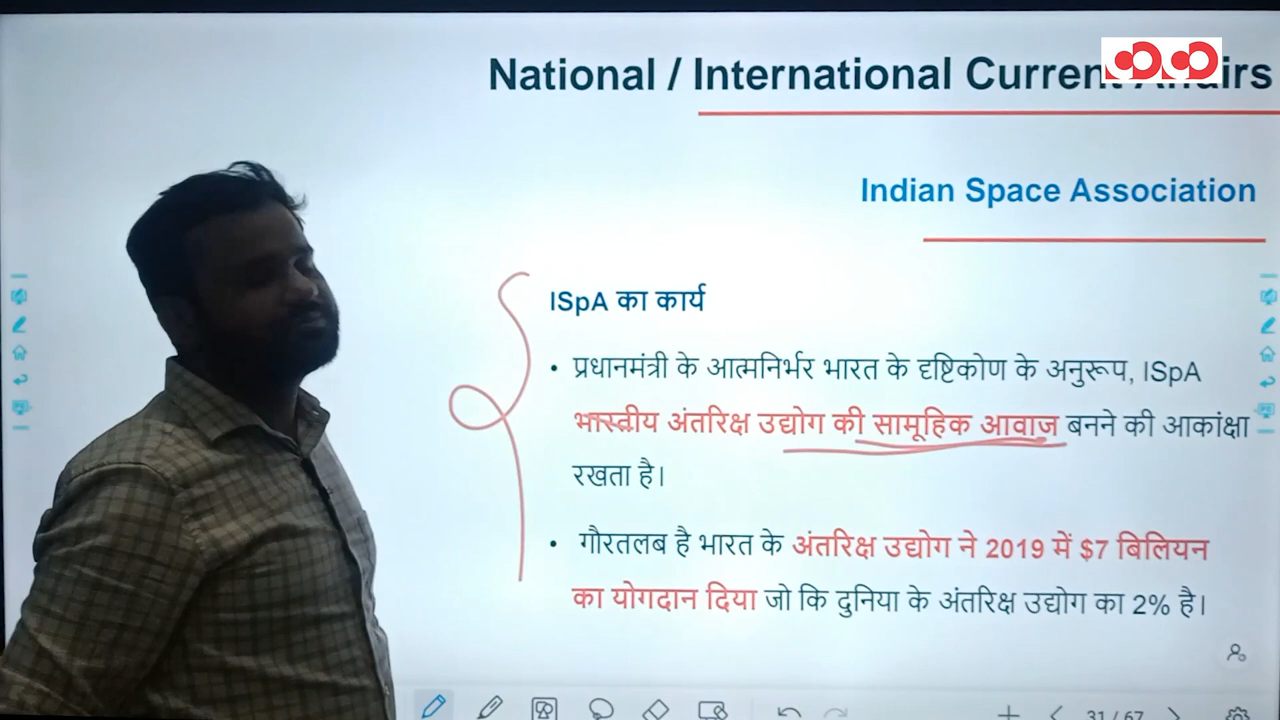 National / International Current Affairs
Indian Space Association
ISpA का कार्य
• प्रधानमंत्री के आत्मनिर्भर भारत के दृष्टिकोण के अनुरूप, ISpA
भारतीय अंतरिक्ष उद्योग की सामूहिक आवाज बनने की आकांक्षा
रखता है।
• गौरतलब है भारत के अंतरिक्ष उद्योग ने 2019 में $7 बिलियन
का योगदान दिया जो कि दुनिया के अंतरिक्ष उद्योग का 2% है।
31 / 67